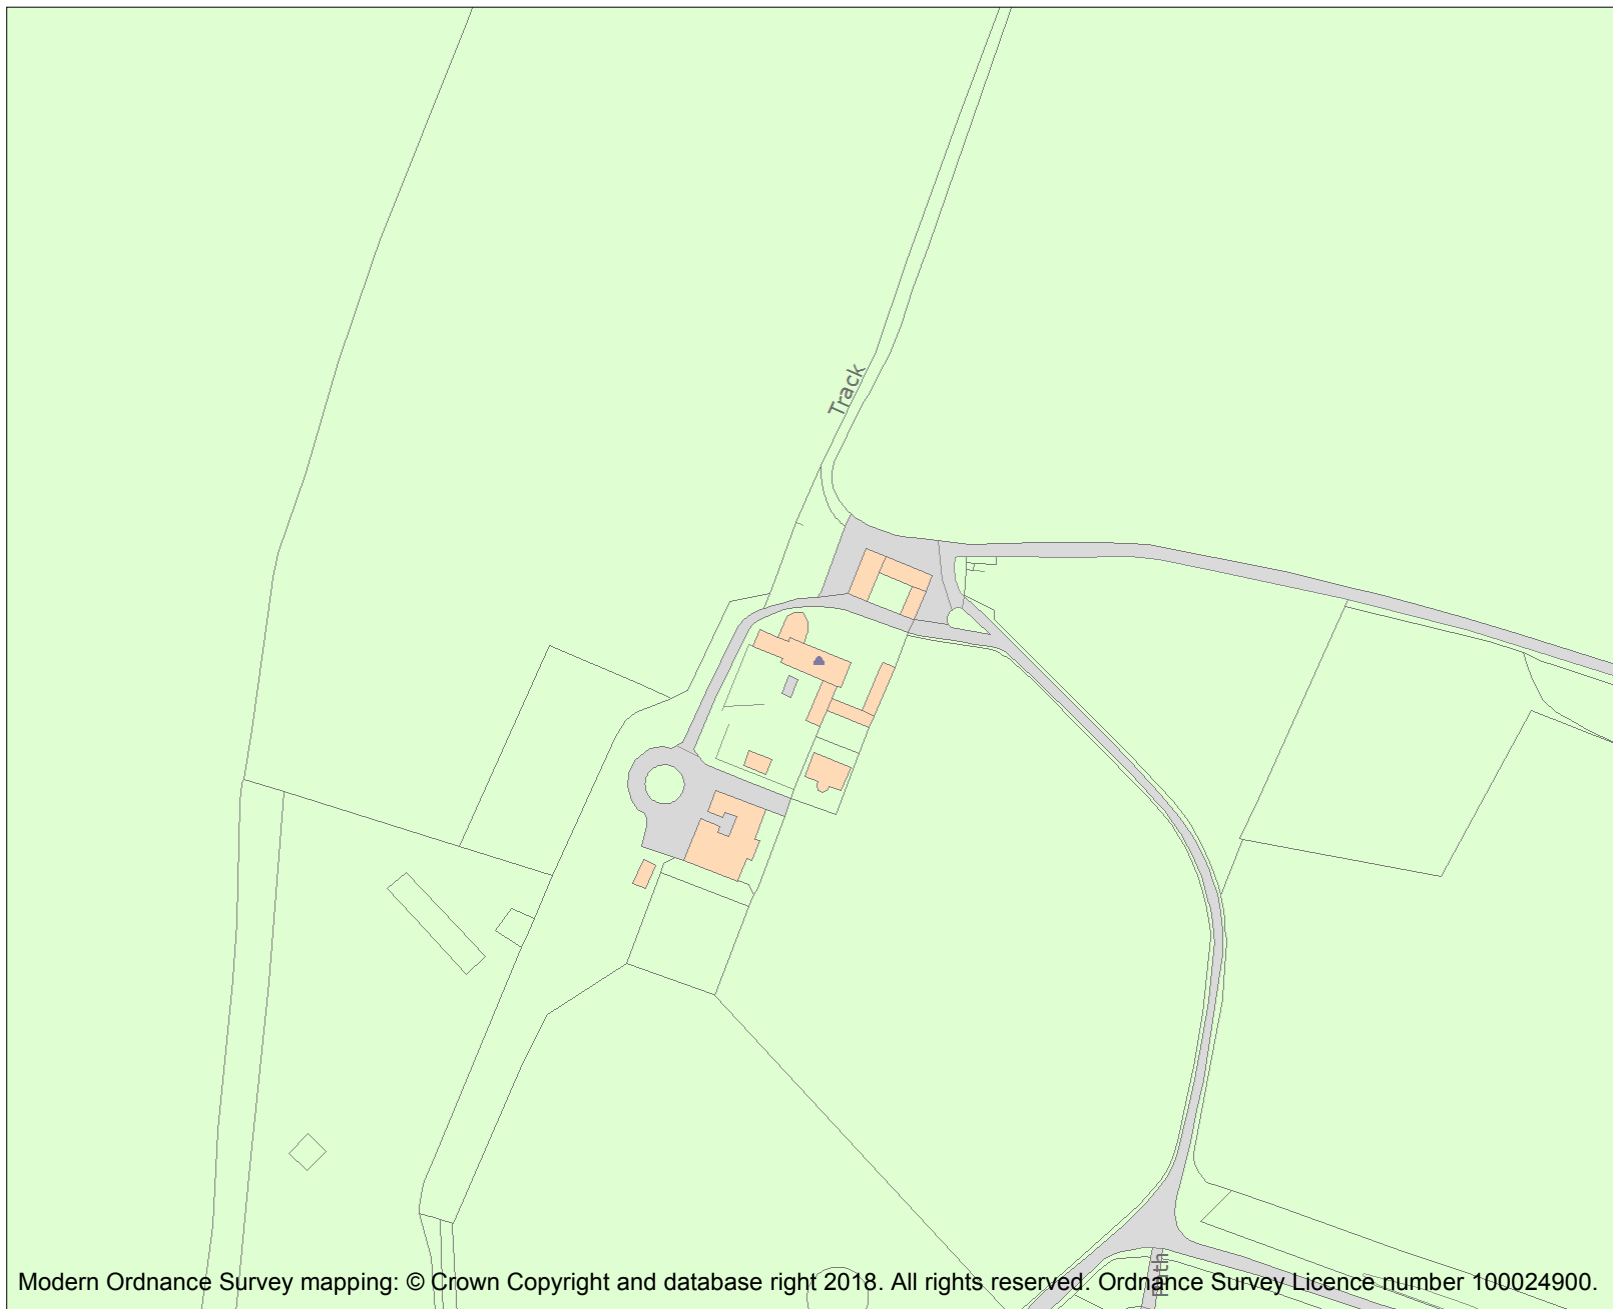 Track
Path
Modern Ordnance Survey mapping: © Crown Copyright and database right 2018. All rights reserved. Ordnance Survey Licence number 100024900.